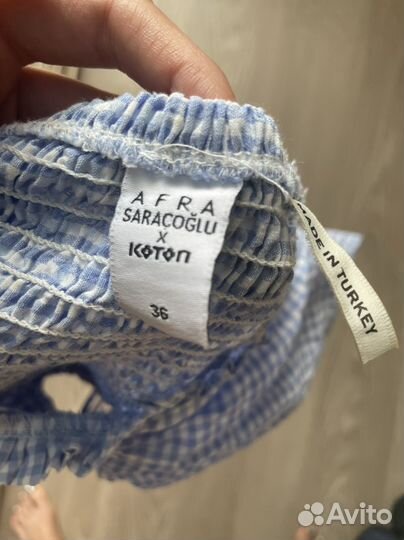 AFRA
SARAÇOĞLU
X
KOTON
36
MADE IN TURKEY
Avito